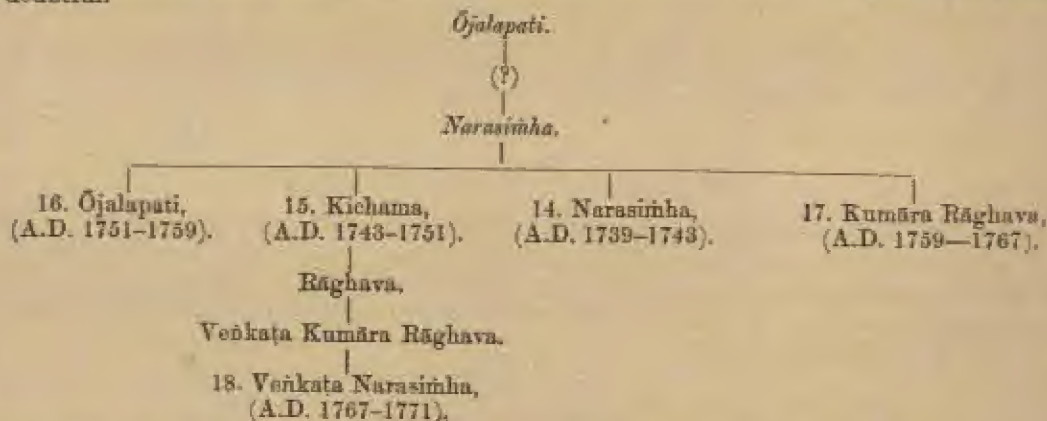 Ōjalapati.
(?)
Narasiṁha.
16. Ōjalapati, 15. Kichama, 14. Narasiṁha, 17. Kumāra Rāghava,
(A.D. 1751–1759). (A.D. 1743–1751). (A.D. 1739–1743). (A.D. 1759—1767).
Rāghava,
Veṅkaṭa Kumāra Rāghava.
18. Veṅkaṭa Narasiṁha,
(A.D. 1767–1771).